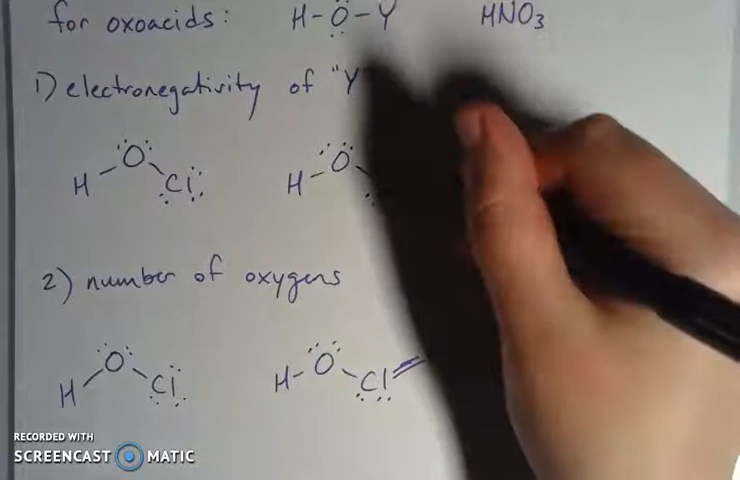 for oxoacids: H-O-Y HNO3
1) electronegativity of "Y
H O Cl H O
2) number of oxygens
H O Cl H-O Cl
RECORDED WITH
SCREENCAST MATIC